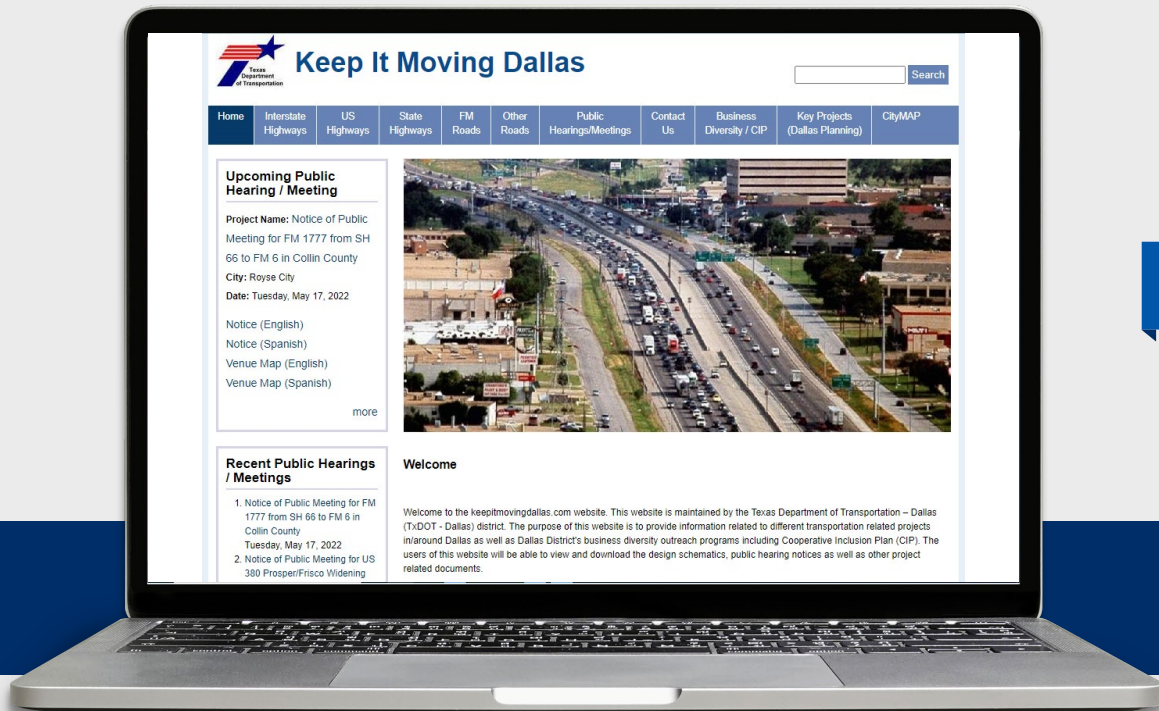 Texas
Department
of Transportation
Keep It Moving Dallas
Search
Home
Interstate
Highways
US
Highways
State
Highways
FM
Roads
Other
Roads
Public
Hearings/Meetings
Contact
Us
Business
Diversity / CIP
Key Projects
(Dallas Planning)
CityMAP
Upcoming Public
Hearing / Meeting
Project Name: Notice of Public
Meeting for FM 1777 from SH
66 to FM 6 in Collin County
City: Royse City
Date: Tuesday, May 17, 2022
Notice (English)
Notice (Spanish)
Venue Map (English)
Venue Map (Spanish)
more
Recent Public Hearings
/ Meetings
1. Notice of Public Meeting for FM
1777 from SH 66 to FM 6 in
Collin County
Tuesday, May 17, 2022
2. Notice of Public Meeting for US
380 Prosper/Frisco Widening
Welcome
Welcome to the keepitmovingdallas.com website. This website is maintained by the Texas Department of Transportation – Dallas
(TxDOT - Dallas) district. The purpose of this website is to provide information related to different transportation related projects
in/around Dallas as well as Dallas District's business diversity outreach programs including Cooperative Inclusion Plan (CIP). The
users of this website will be able to view and download the design schematics, public hearing notices as well as other project
related documents.